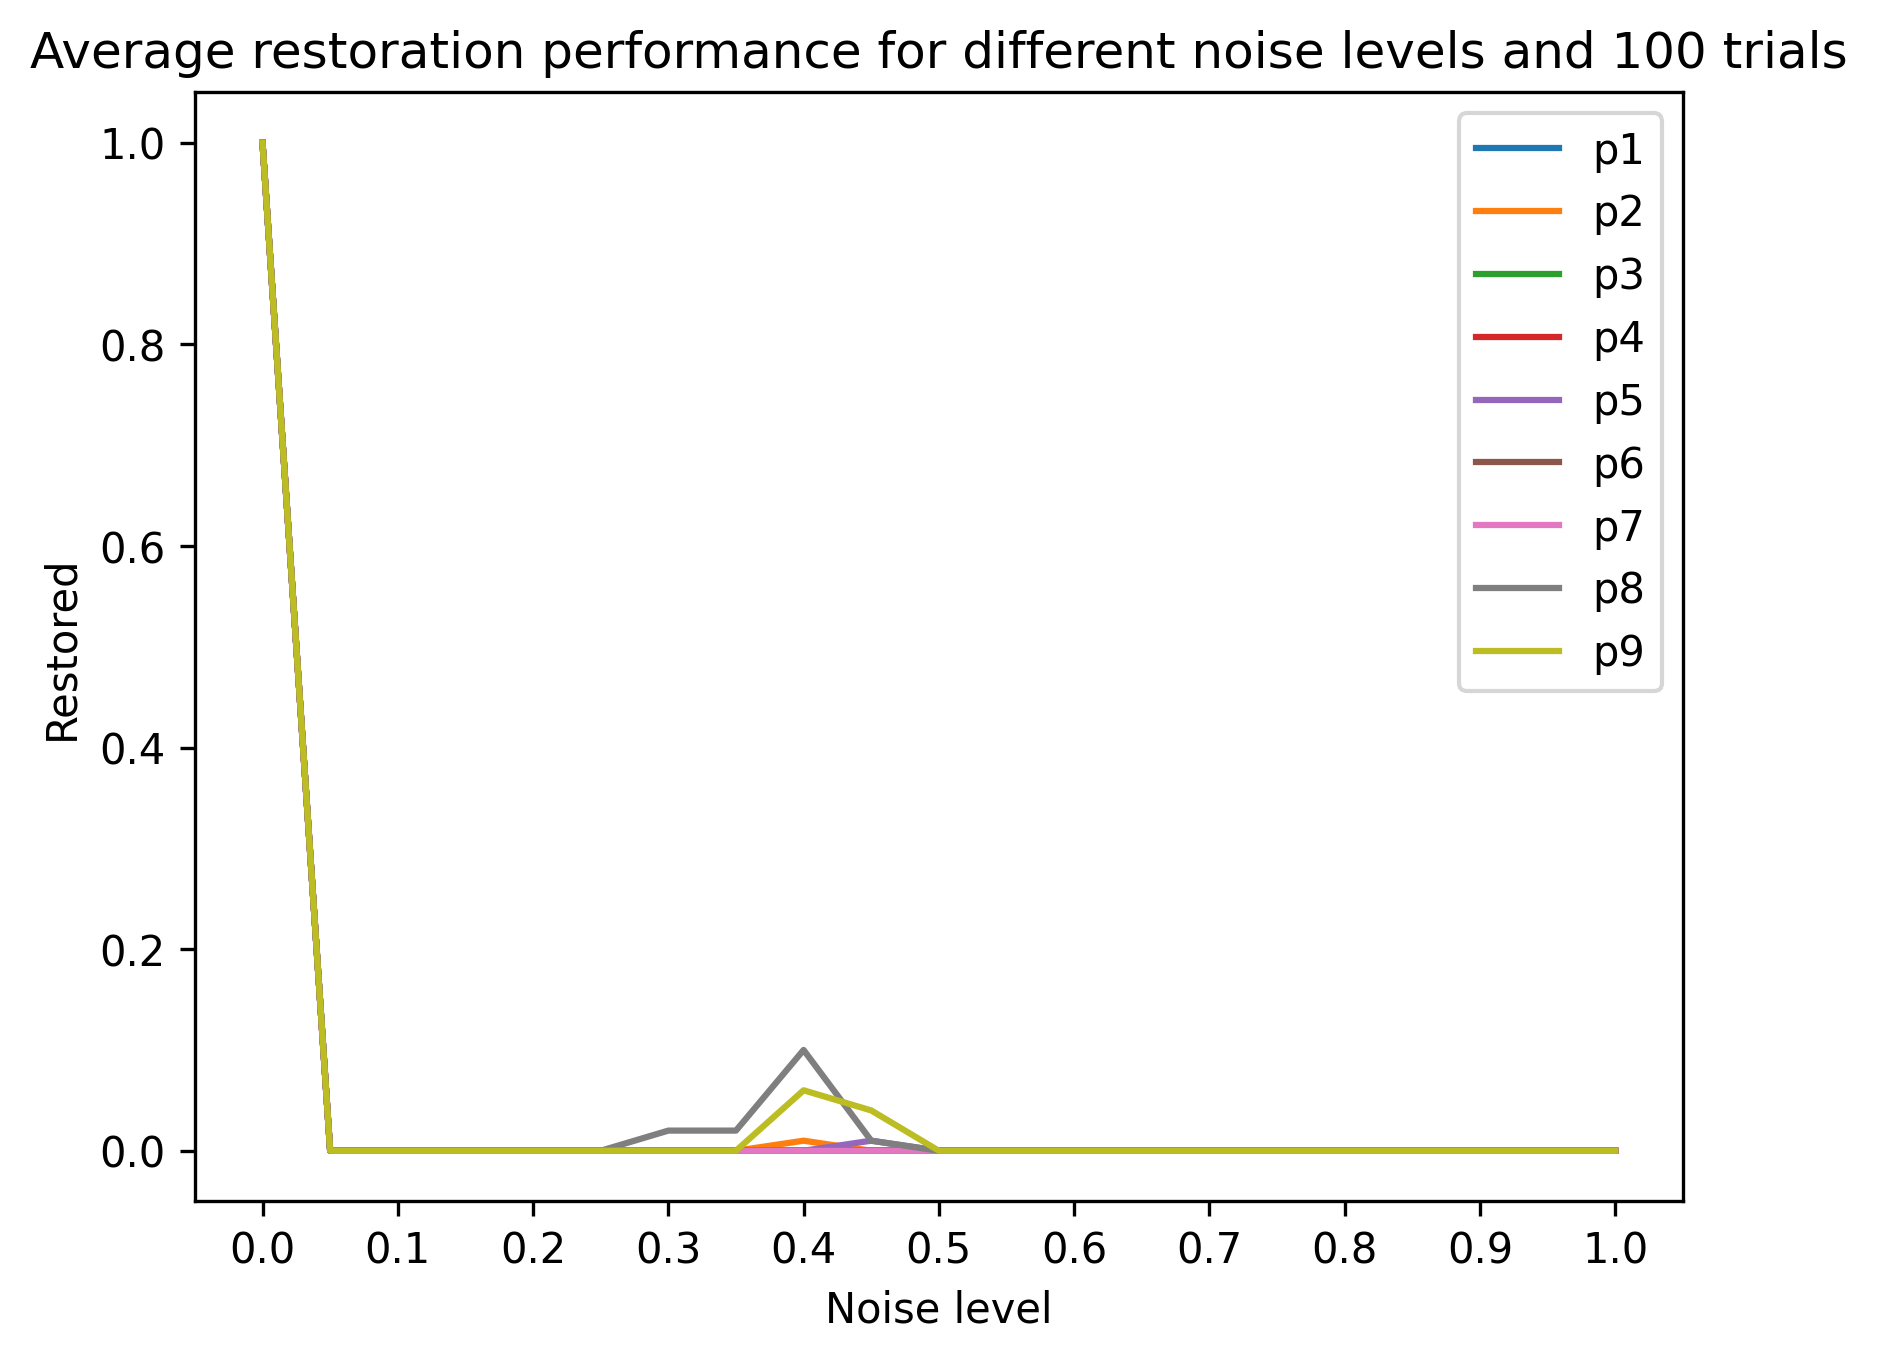 Average restoration performance for different noise levels and 100 trials
1.0
0.8
0.6
0.4
0.2
0.0
Restored
p1
p2
p3
p4
p5
p6
p7
p8
p9
0.0 0.1 0.2 0.3 0.4 0.5 0.6 0.7 0.8 0.9 1.0
Noise level